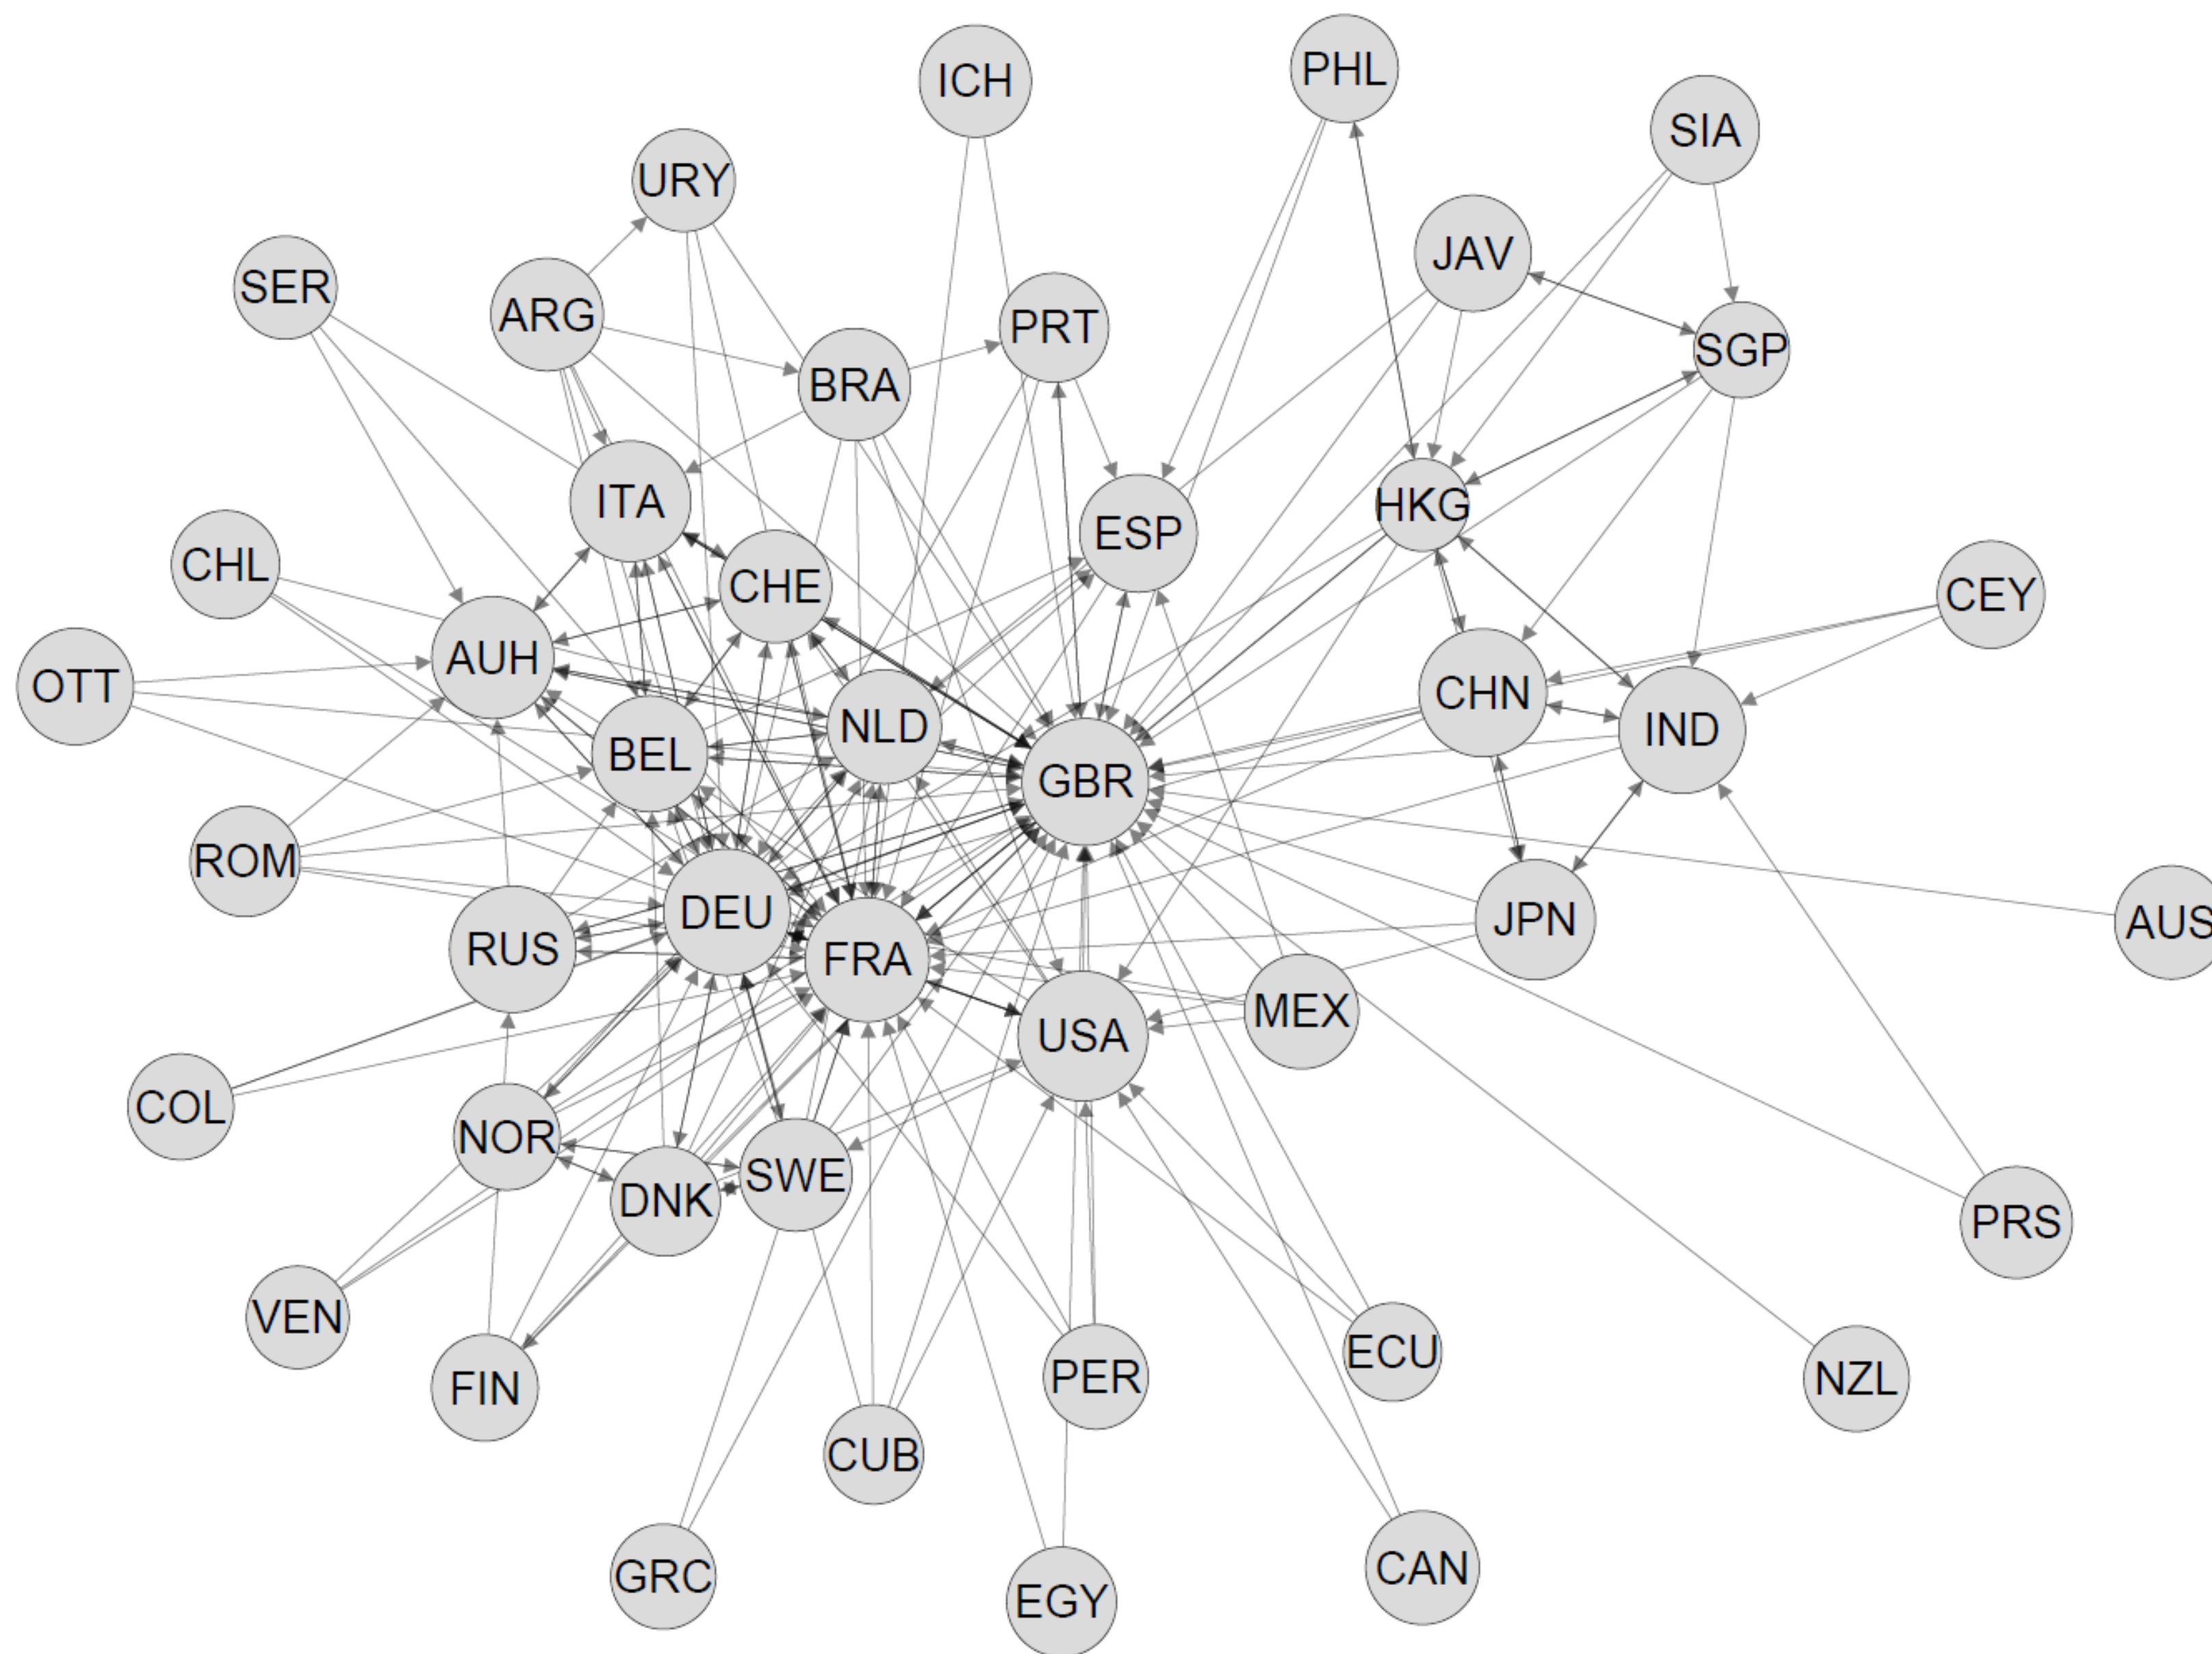 ICH
PHL
SIA
URY
JAV
SER
ARG
PRT
BRA
SGP
ITA
HKG
ESP
CHL
CHE
CEY
AUH
OTT
CHN
NLD
IND
BEL
GBR
ROM
DEU
JPN
AUS
RUS
FRA
MEX
USA
COL
NOR
SWE
DNK
PRS
VEN
ECU
PER
NZL
FIN
CUB
CAN
GRC
EGY